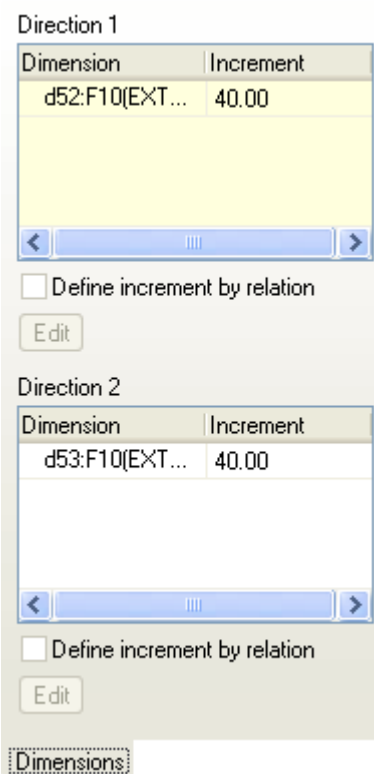 Direction 1
Dimension Increment
d52:F10(EXT... 40.00
Define increment by relation
Edit
Direction 2
Dimension Increment
d53:F10(EXT... 40.00
Define increment by relation
Edit
Dimensions